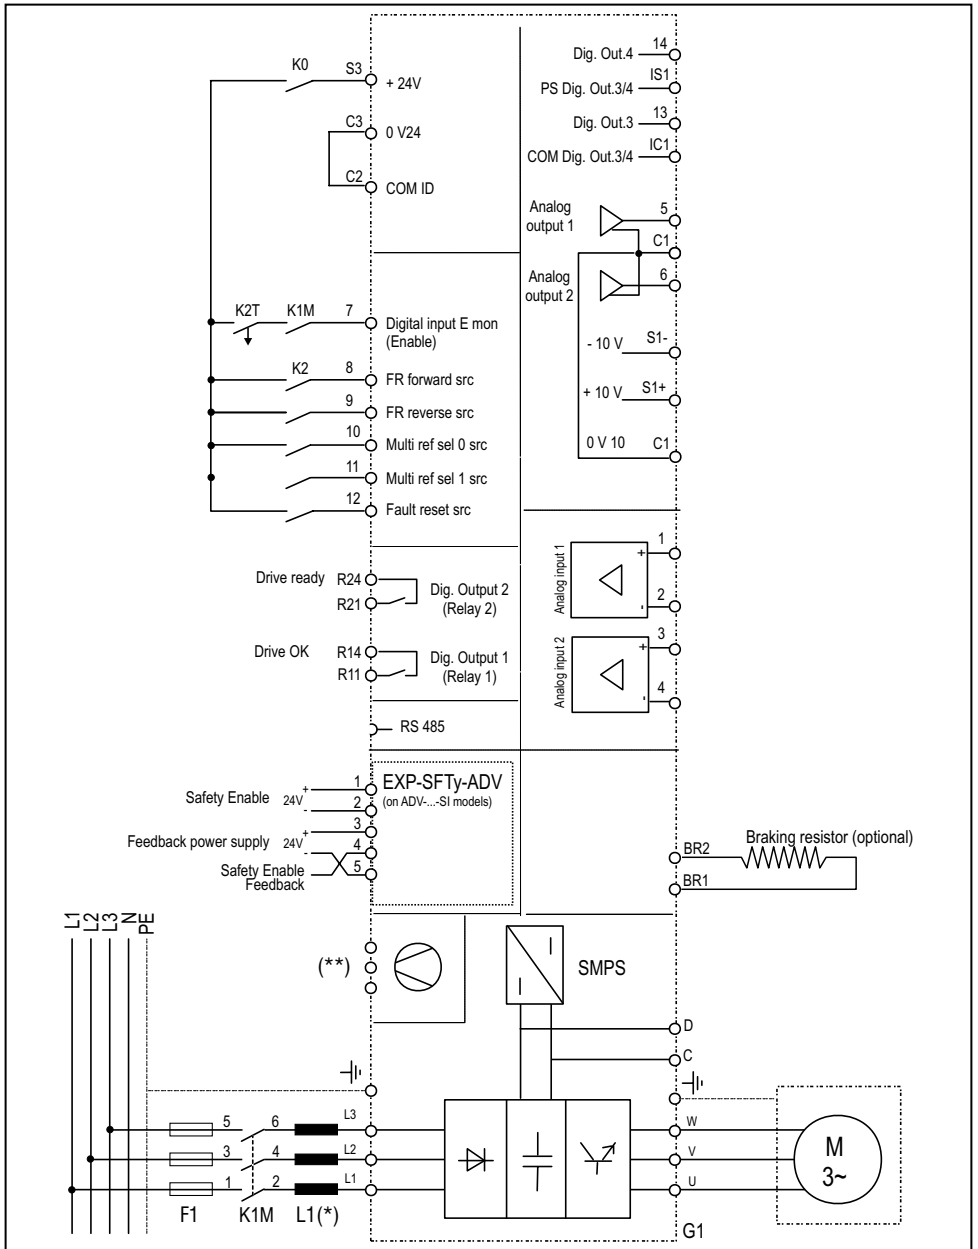 K0
S3
+ 24V
C3
0 V24
C2
COM ID
Dig. Out.4
14
PS Dig. Out.3/4
IS1
Dig. Out.3
13
COM Dig. Out.3/4
IC1
Analog
output 1
5
C1
Analog
output 2
6
- 10 V
S1-
+ 10 V
S1+
0 V 10
C1
K2T
K1M
7
Digital input E mon
(Enable)
K2
8
FR forward src
9
FR reverse src
10
Multi ref sel 0 src
11
Multi ref sel 1 src
12
Fault reset src
Analog input 1
+
-
1
2
Analog input 2
+
-
3
4
Drive ready
R24
R21
Dig. Output 2
(Relay 2)
Drive OK
R14
R11
Dig. Output 1
(Relay 1)
RS 485
EXP-SFTy-ADV
(on ADV-...-SI models)
Safety Enable
24V
+
-
1
2
Feedback power supply
24V
+
-
3
4
Safety Enable
Feedback
5
BR2
BR1
Braking resistor (optional)
L1
L2
L3
N
PE
(**)
SMPS
D
C
5
6
L3
W
3
4
L2
V
1
2
L1
U
F1
K1M
L1(*)
M
3~
G1